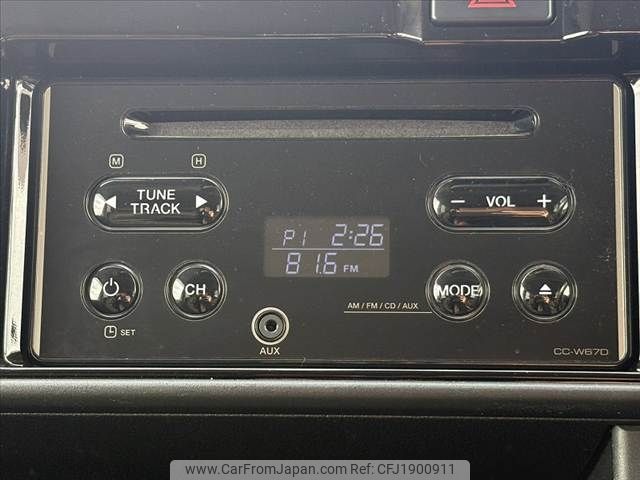 M H
TUNE
TRACK
− VOL +
P1 2:26
81.6 FM
CH
MODE
SET
AUX
AM / FM / CD / AUX
CC-W67D
www.CarFromJapan.com - Ref CFJ1900911